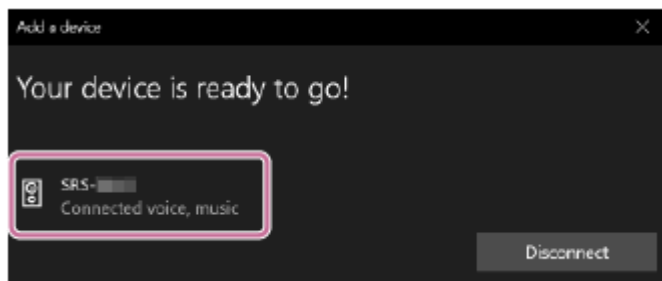 Add a device
Your device is ready to go!
SRS-
Connected voice, music
Disconnect